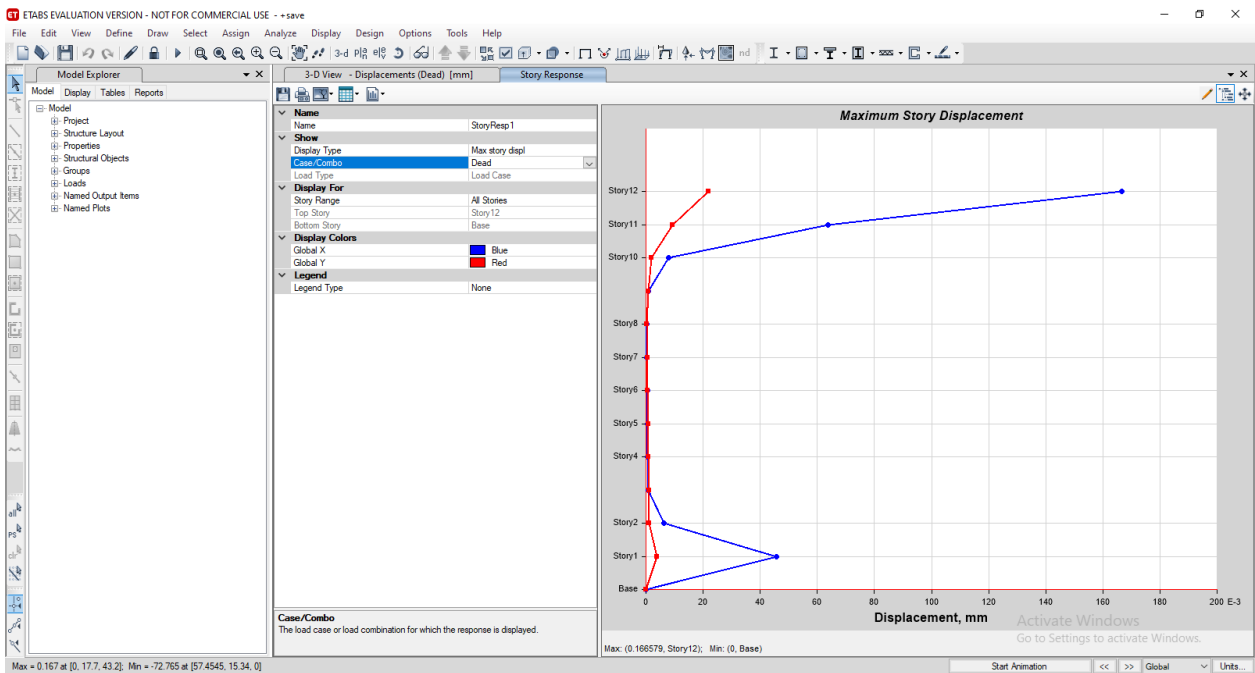 ETABS EVALUATION VERSION - NOT FOR COMMERCIAL USE - +save
File Edit View Define Draw Select Assign Analyze Display Design Options Tools Help
3-d
nd
Model Explorer
Model Display Tables Reports
Model
Project
Structure Layout
Properties
Structural Objects
Groups
Loads
Named Output Items
Named Plots
all
PS
clr
3-D View - Displacements (Dead) [mm]
Story Response
Name
Name StoryResp1
Show
Display Type Max story displ
Case/Combo Dead
Load Type Load Case
Display For
Story Range All Stories
Top Story Story12
Bottom Story Base
Display Colors
Global X Blue
Global Y Red
Legend
Legend Type None
Case/Combo
The load case or load combination for which the response is displayed.
Maximum Story Displacement
Story12
Story11
Story10
Story8
Story7
Story6
Story5
Story4
Story2
Story1
Base
0 20 40 60 80 100 120 140 160 180 200 E-3
Displacement, mm
Activate Windows
Go to Settings to activate Windows.
Max: (0.166579, Story12); Min: (0, Base)
Max = 0.167 at [0, 17.7, 43.2]; Min = -72.765 at [57.4545, 15.34, 0]
Start Animation << >> Global Units...